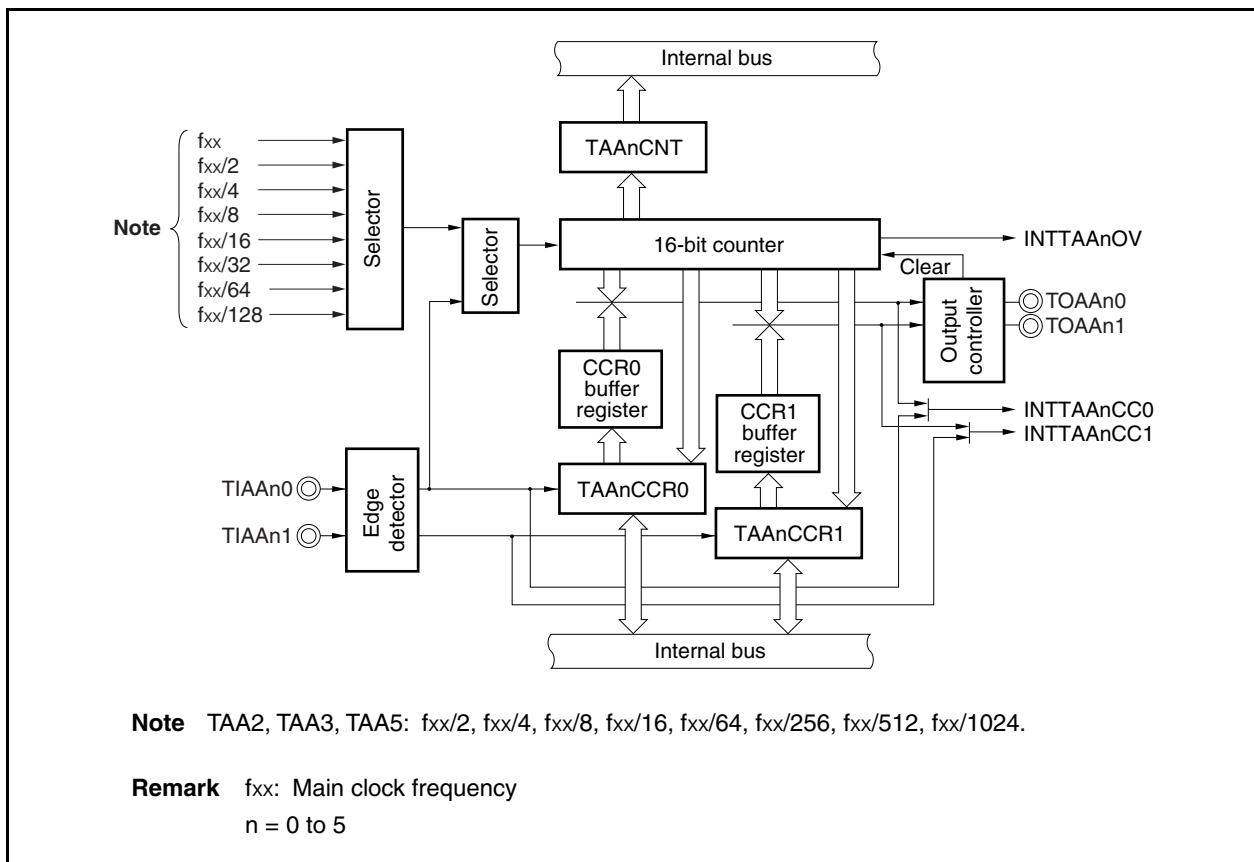 Internal bus
TAAnCNT
Note
fxx
fxx/2
fxx/4
fxx/8
fxx/16
fxx/32
fxx/64
fxx/128
Selector
Selector
16-bit counter
INTTAAnOV
Clear
TOAAn0
TOAAn1
Output
controller
CCR0
buffer
register
CCR1
buffer
register
INTTAAnCC0
INTTAAnCC1
TIAAn0
TIAAn1
Edge
detector
TAAnCCR0
TAAnCCR1
Internal bus
Note TAA2, TAA3, TAA5: fxx/2, fxx/4, fxx/8, fxx/16, fxx/64, fxx/256, fxx/512, fxx/1024.
Remark fxx: Main clock frequency
n = 0 to 5